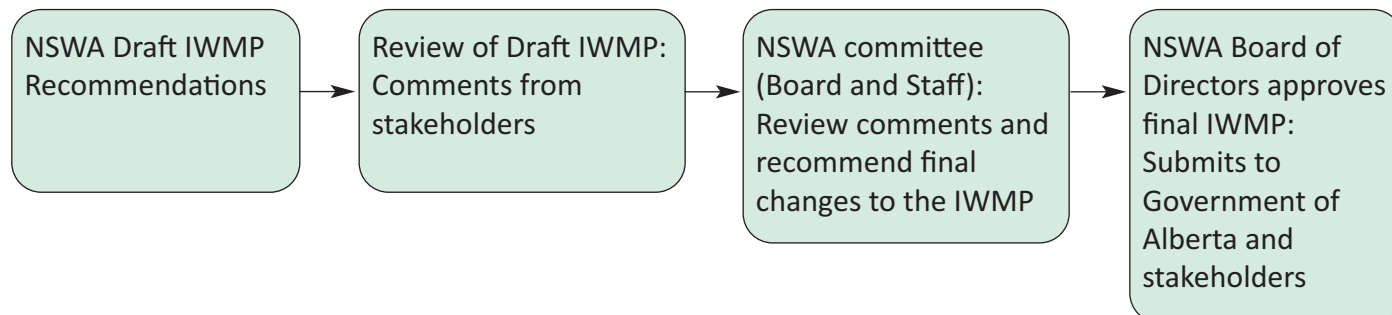 NSWA Draft IWMP
Recommendations
Review of Draft IWMP:
Comments from
stakeholders
NSWA committee
(Board and Staff):
Review comments and
recommend final
changes to the IWMP
NSWA Board of
Directors approves
final IWMP:
Submits to
Government of
Alberta and
stakeholders